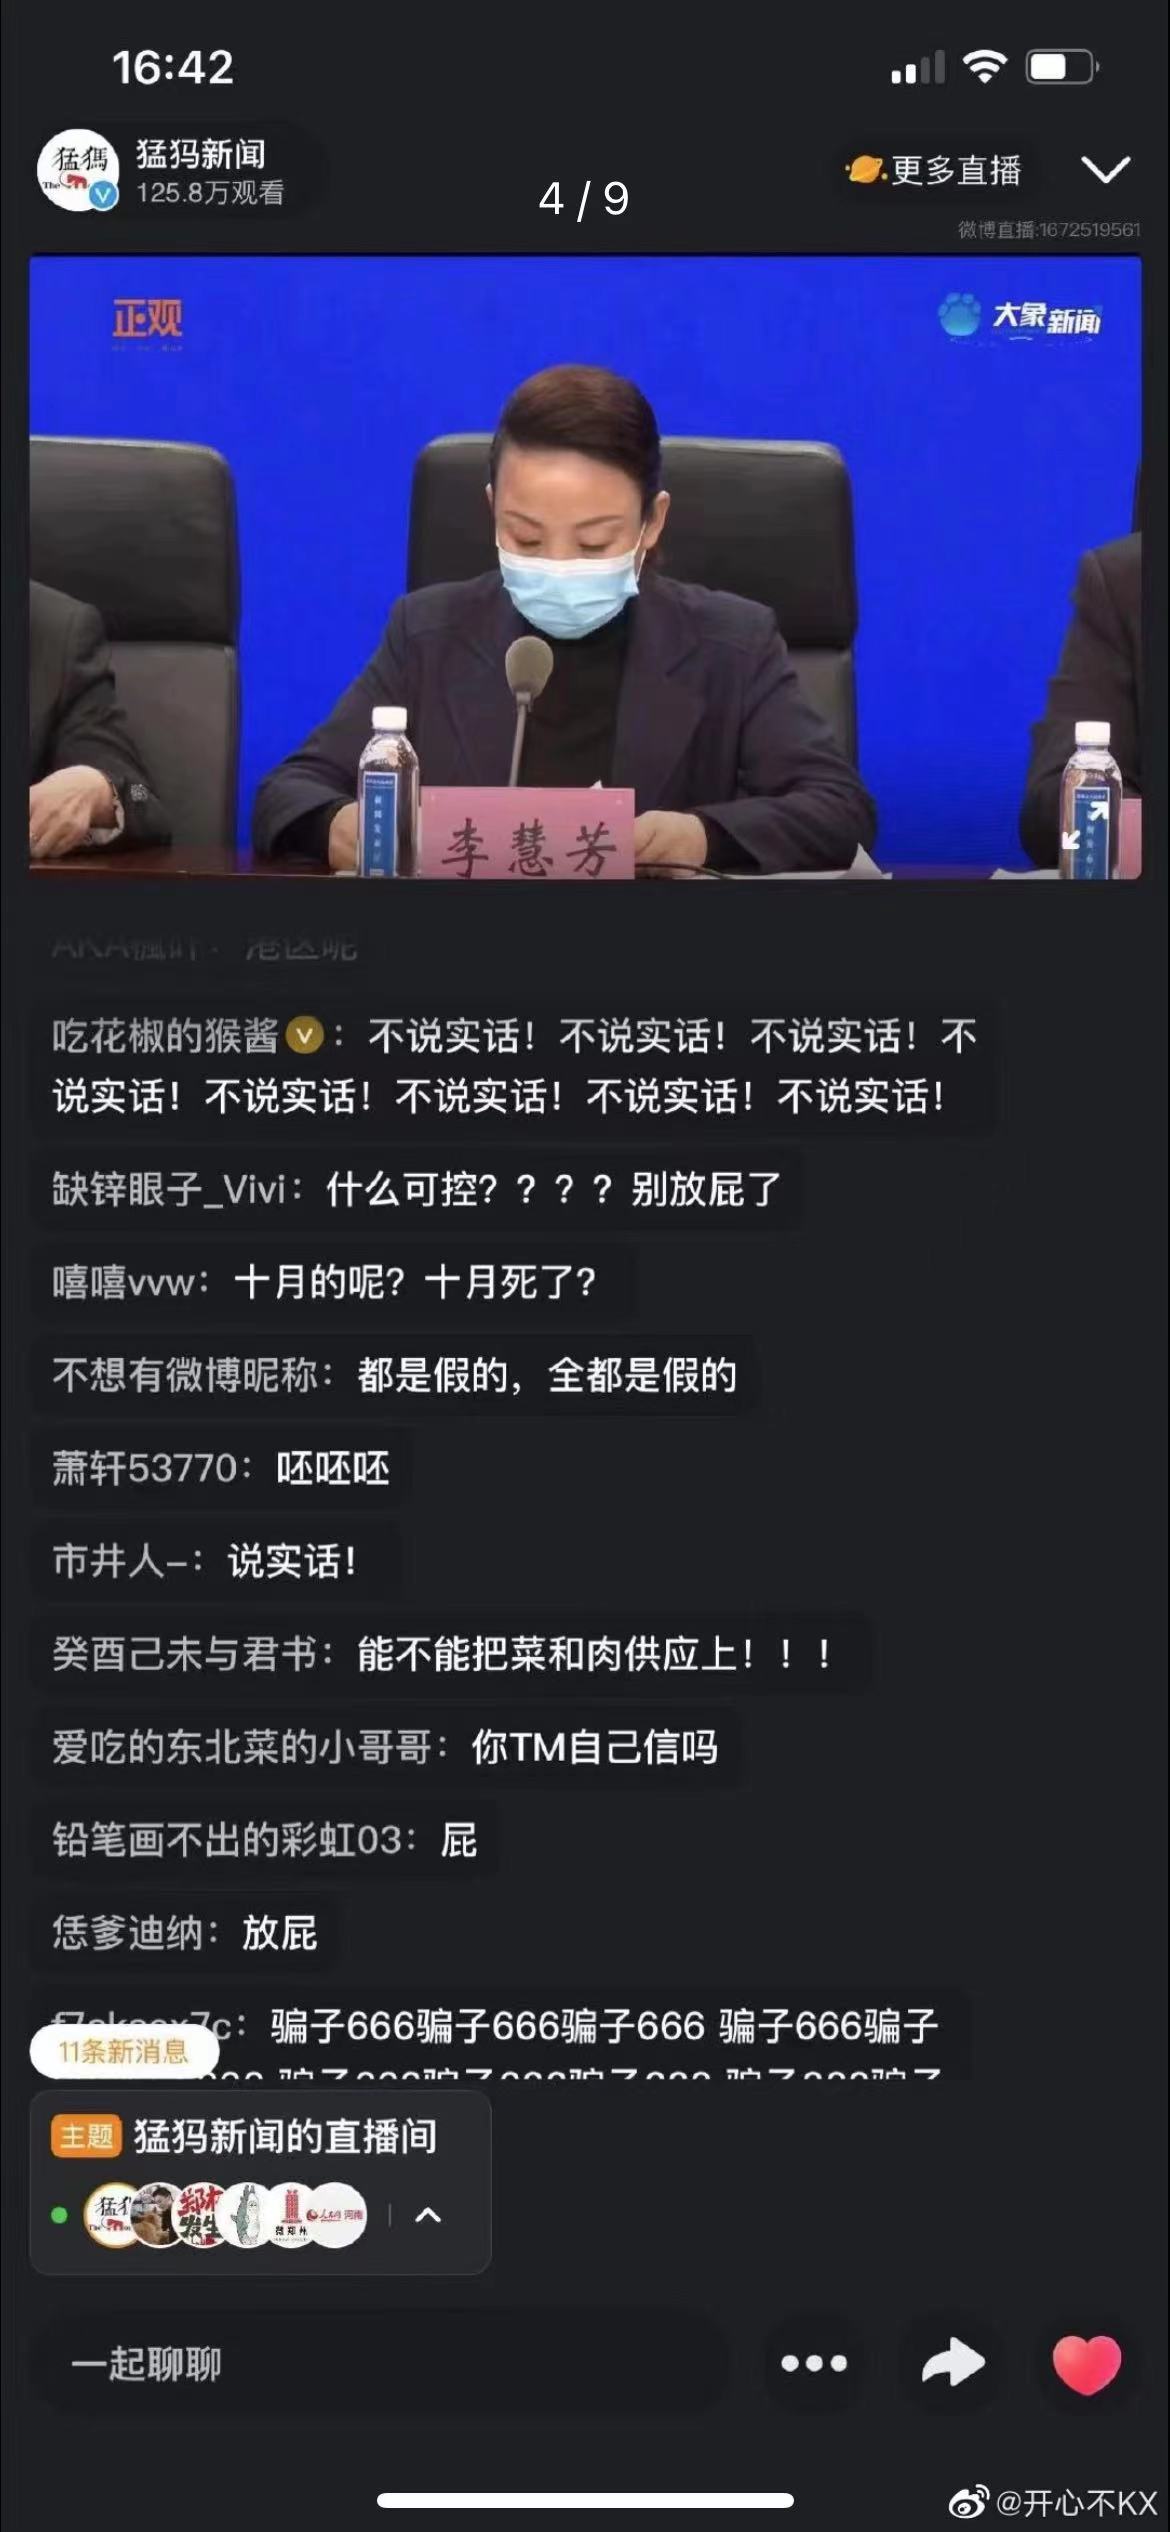 16:42
猛犸新闻
125.8万观看
4/9
更多直播
微博直播:1672519561
正观
大象新闻
李慧芳
港区呢
吃花椒的猴酱：不说实话！不说实话！不说实话！不
说实话！不说实话！不说实话！不说实话！不说实话！
缺锌眼子_Vivi：什么可控？？？？别放屁了
嘻嘻vvw：十月的呢？十月死了？
不想有微博昵称：都是假的，全都是假的
萧轩53770：呸呸呸
市井人-：说实话！
癸酉己未与君书：能不能把菜和肉供应上！！！
爱吃的东北菜的小哥哥：你TM自己信吗
铅笔画不出的彩虹03：屁
恁爹迪纳：放屁
骗子666骗子666骗子666 骗子666骗子
11条新消息
主题 猛犸新闻的直播间
一起聊聊
@开心不KX